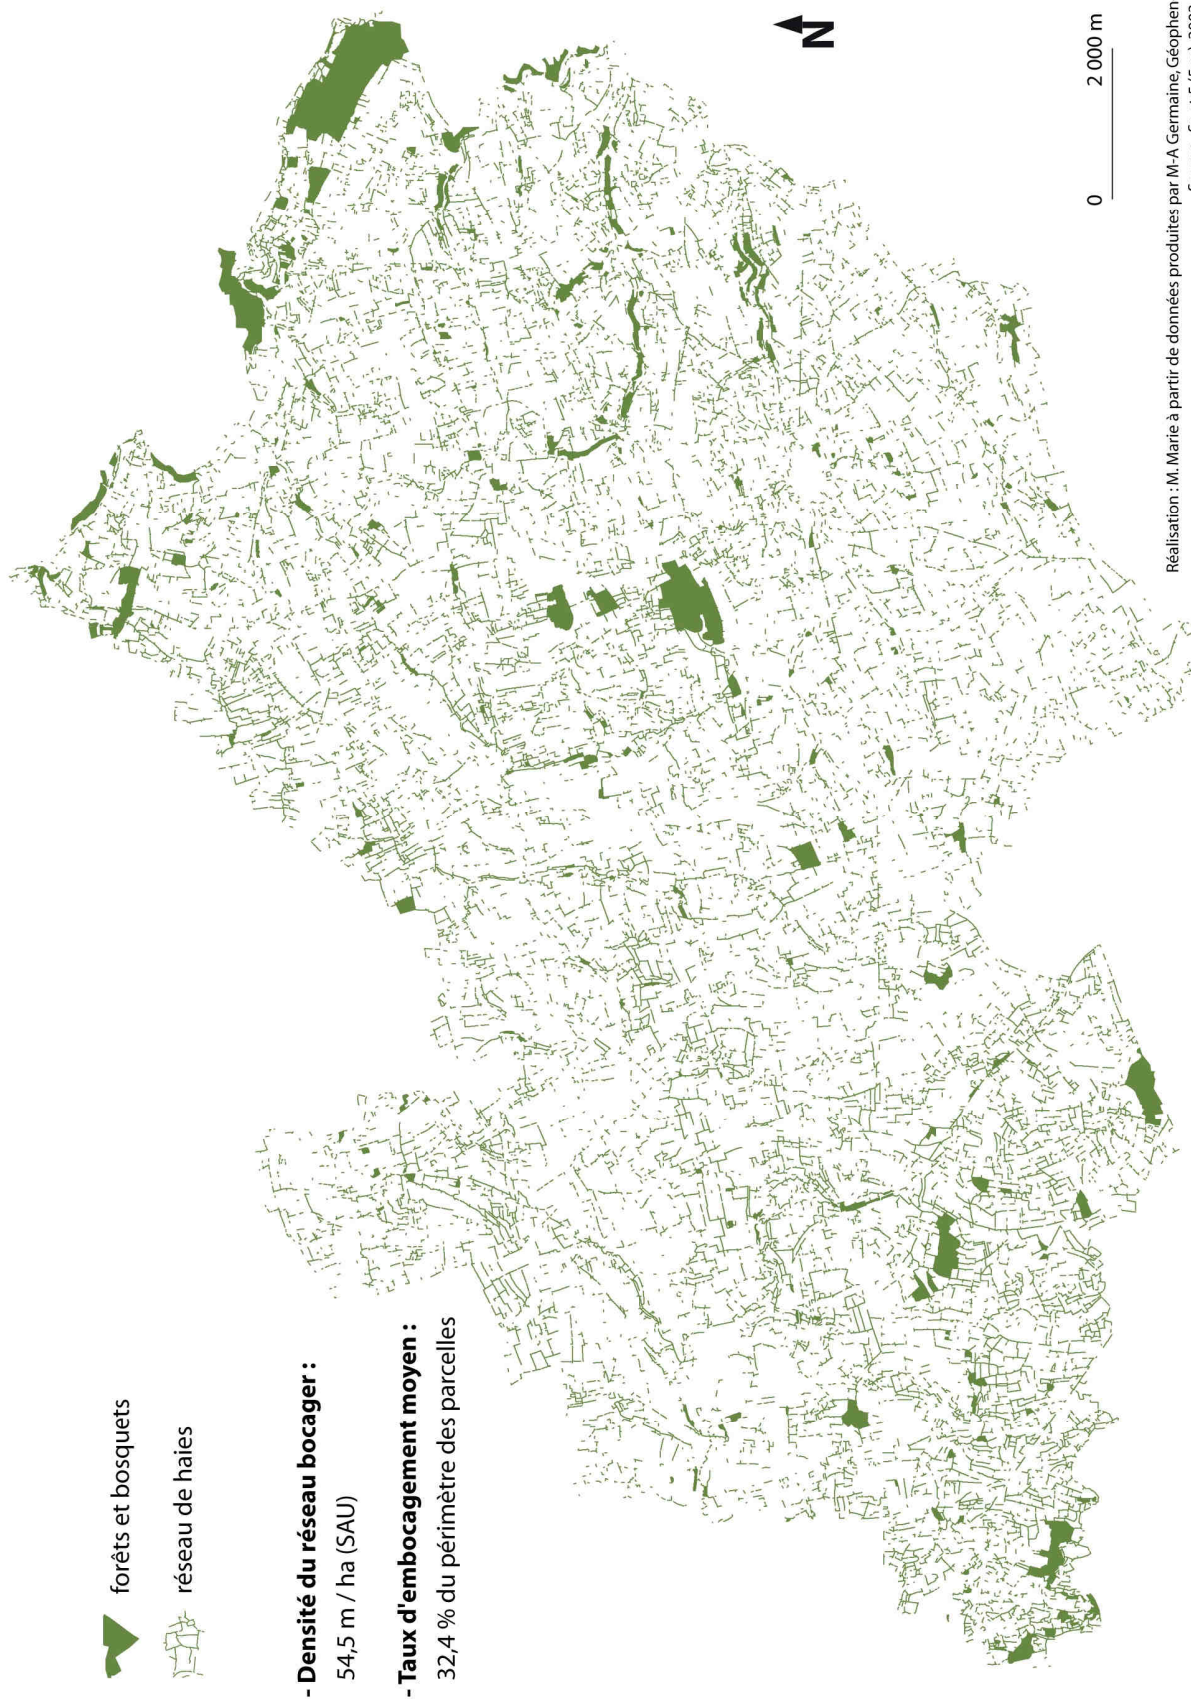 forêts et bosquets
réseau de haies
- Densité du réseau bocager :
54,5 m / ha (SAU)
- Taux d'embocagement moyen :
32,4 % du périmètre des parcelles
N
0 2 000 m
Réalisation : M. Marie à partir de données produites par M-A Germaine, Géophen